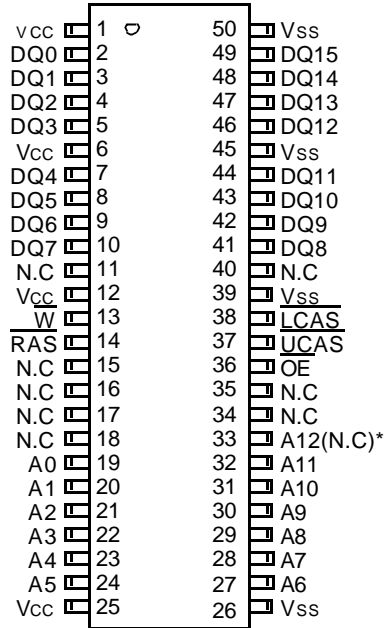 VCC 1 50 VSS
DQ0 2 49 DQ15
DQ1 3 48 DQ14
DQ2 4 47 DQ13
DQ3 5 46 DQ12
VCC 6 45 VSS
DQ4 7 44 DQ11
DQ5 8 43 DQ10
DQ6 9 42 DQ9
DQ7 10 41 DQ8
N.C 11 40 N.C
VCC 12 39 VSS
W 13 38 LCAS
RAS 14 37 UCAS
N.C 15 36 OE
N.C 16 35 N.C
N.C 17 34 N.C
N.C 18 33 A12(N.C)*
A0 19 32 A11
A1 20 31 A10
A2 21 30 A9
A3 22 29 A8
A4 23 28 A7
A5 24 27 A6
VCC 25 26 VSS